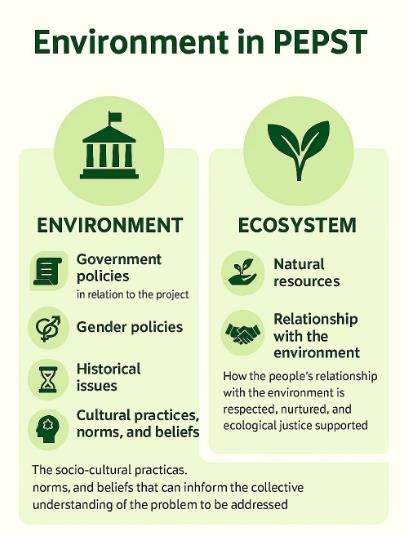 Environment in PEPST
ENVIRONMENT
Government
policies
in relation to the project
Gender policies
Historical
issues
Cultural practices,
norms, and beliefs
The socio-cultural practicas.
norms, and beliefs that can inhform the collective
understanding of the problem to be addressed
ECOSYSTEM
Natural
resources
Relationship
with the
environment
How the people's relationship
with the environment is
respected, nurtured, and
ecological justice supported